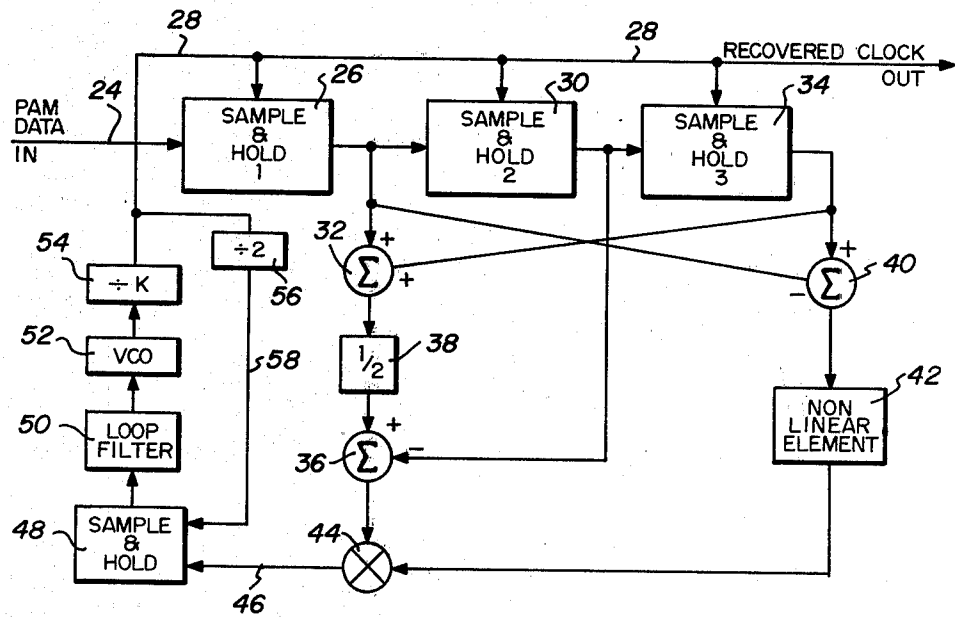 28
28
RECOVERED CLOCK
OUT
24
PAM
DATA
IN
26
SAMPLE
&
HOLD
1
30
SAMPLE
&
HOLD
2
34
SAMPLE
&
HOLD
3
54
÷ K
÷2
56
32
+
+
Σ
+
-
Σ
40
52
VCO
58
1/2
38
50
LOOP
FILTER
36
+
-
Σ
42
NON
LINEAR
ELEMENT
48
SAMPLE
&
HOLD
46
44